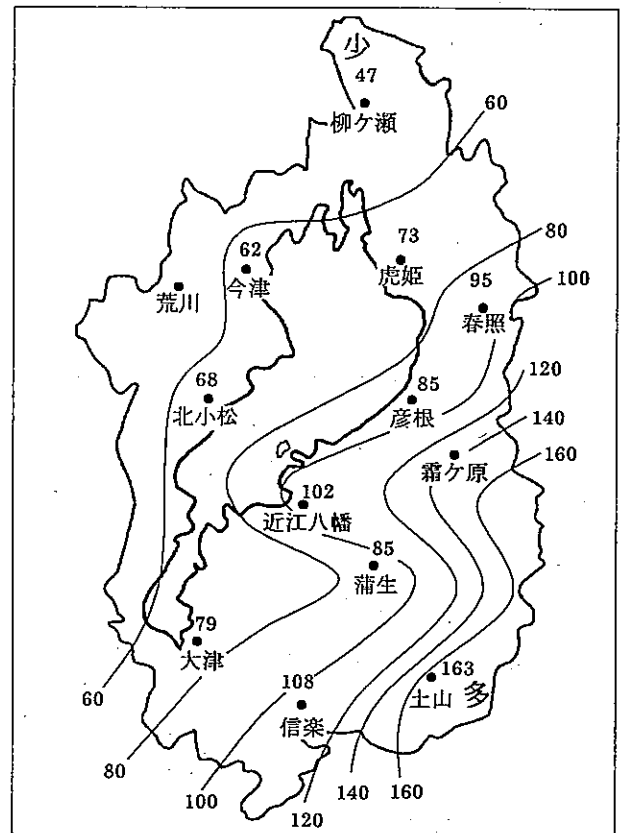 少
47
柳ケ瀬
60
73
虎姫
80
62
今津
荒川
95
春照
100
120
68
北小松
85
彦根
140
霜ケ原
160
102
近江八幡
85
蒲生
79
大津
163
土山
多
108
信楽
60
80
100
120
140
160